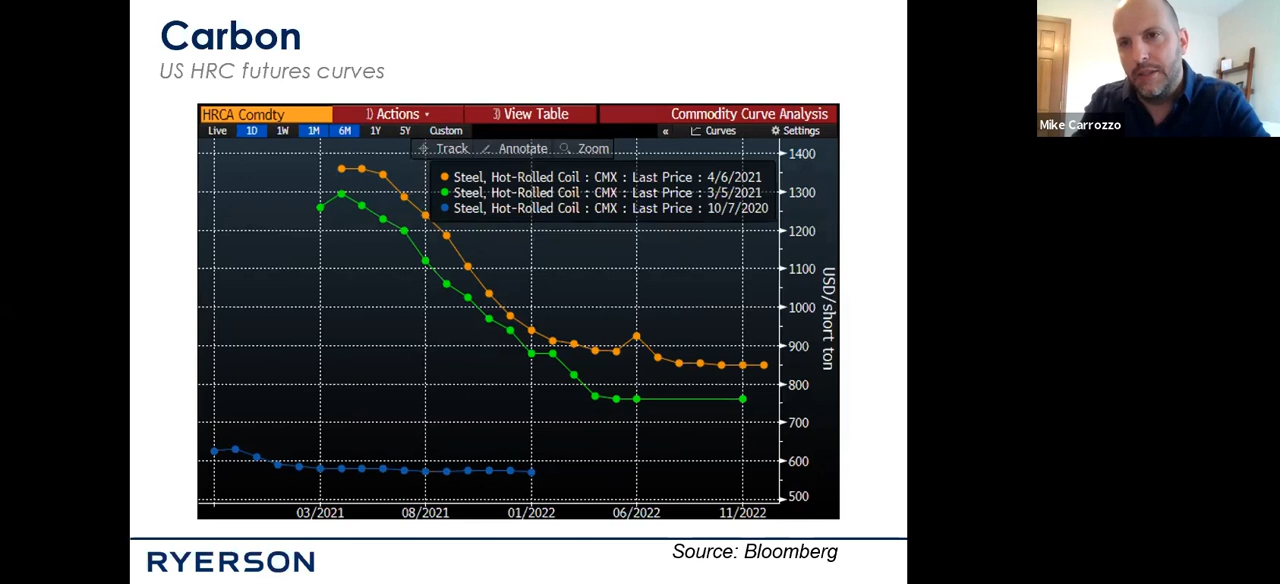 Carbon
US HRC futures curves
HRCA Comdty
1) Actions
3) View Table
Commodity Curve Analysis
Live 1D 1W 1M 6M 1Y 5Y Custom
« Curves Settings
Track Annotate Zoom
Steel, Hot-Rolled Coil : CMX : Last Price : 4/6/2021
Steel, Hot-Rolled Coil : CMX : Last Price : 3/5/2021
Steel, Hot-Rolled Coil : CMX : Last Price : 10/7/2020
1400
1300
1200
1100
1000
900
800
700
600
500
USD/short ton
03/2021 08/2021 01/2022 06/2022 11/2022
Source: Bloomberg
RYERSON
Mike Carrozzo